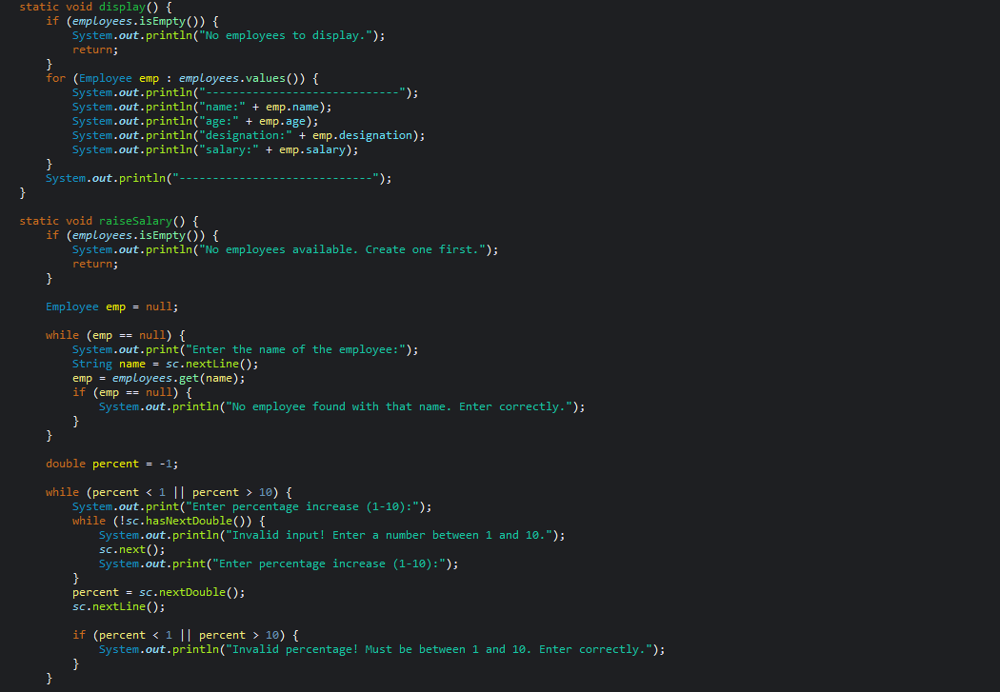 static void display() {
    if (employees.isEmpty()) {
        System.out.println("No employees to display.");
        return;
    }
    for (Employee emp : employees.values()) {
        System.out.println("-----------------------------");
        System.out.println("name:" + emp.name);
        System.out.println("age:" + emp.age);
        System.out.println("designation:" + emp.designation);
        System.out.println("salary:" + emp.salary);
    }
    System.out.println("-----------------------------");
}

static void raiseSalary() {
    if (employees.isEmpty()) {
        System.out.println("No employees available. Create one first.");
        return;
    }

    Employee emp = null;

    while (emp == null) {
        System.out.print("Enter the name of the employee:");
        String name = sc.nextLine();
        emp = employees.get(name);
        if (emp == null) {
            System.out.println("No employee found with that name. Enter correctly.");
        }
    }

    double percent = -1;

    while (percent < 1 || percent > 10) {
        System.out.print("Enter percentage increase (1-10):");
        while (!sc.hasNextDouble()) {
            System.out.println("Invalid input! Enter a number between 1 and 10.");
            sc.next();
            System.out.print("Enter percentage increase (1-10):");
        }
        percent = sc.nextDouble();
        sc.nextLine();

        if (percent < 1 || percent > 10) {
            System.out.println("Invalid percentage! Must be between 1 and 10. Enter correctly.");
        }
    }